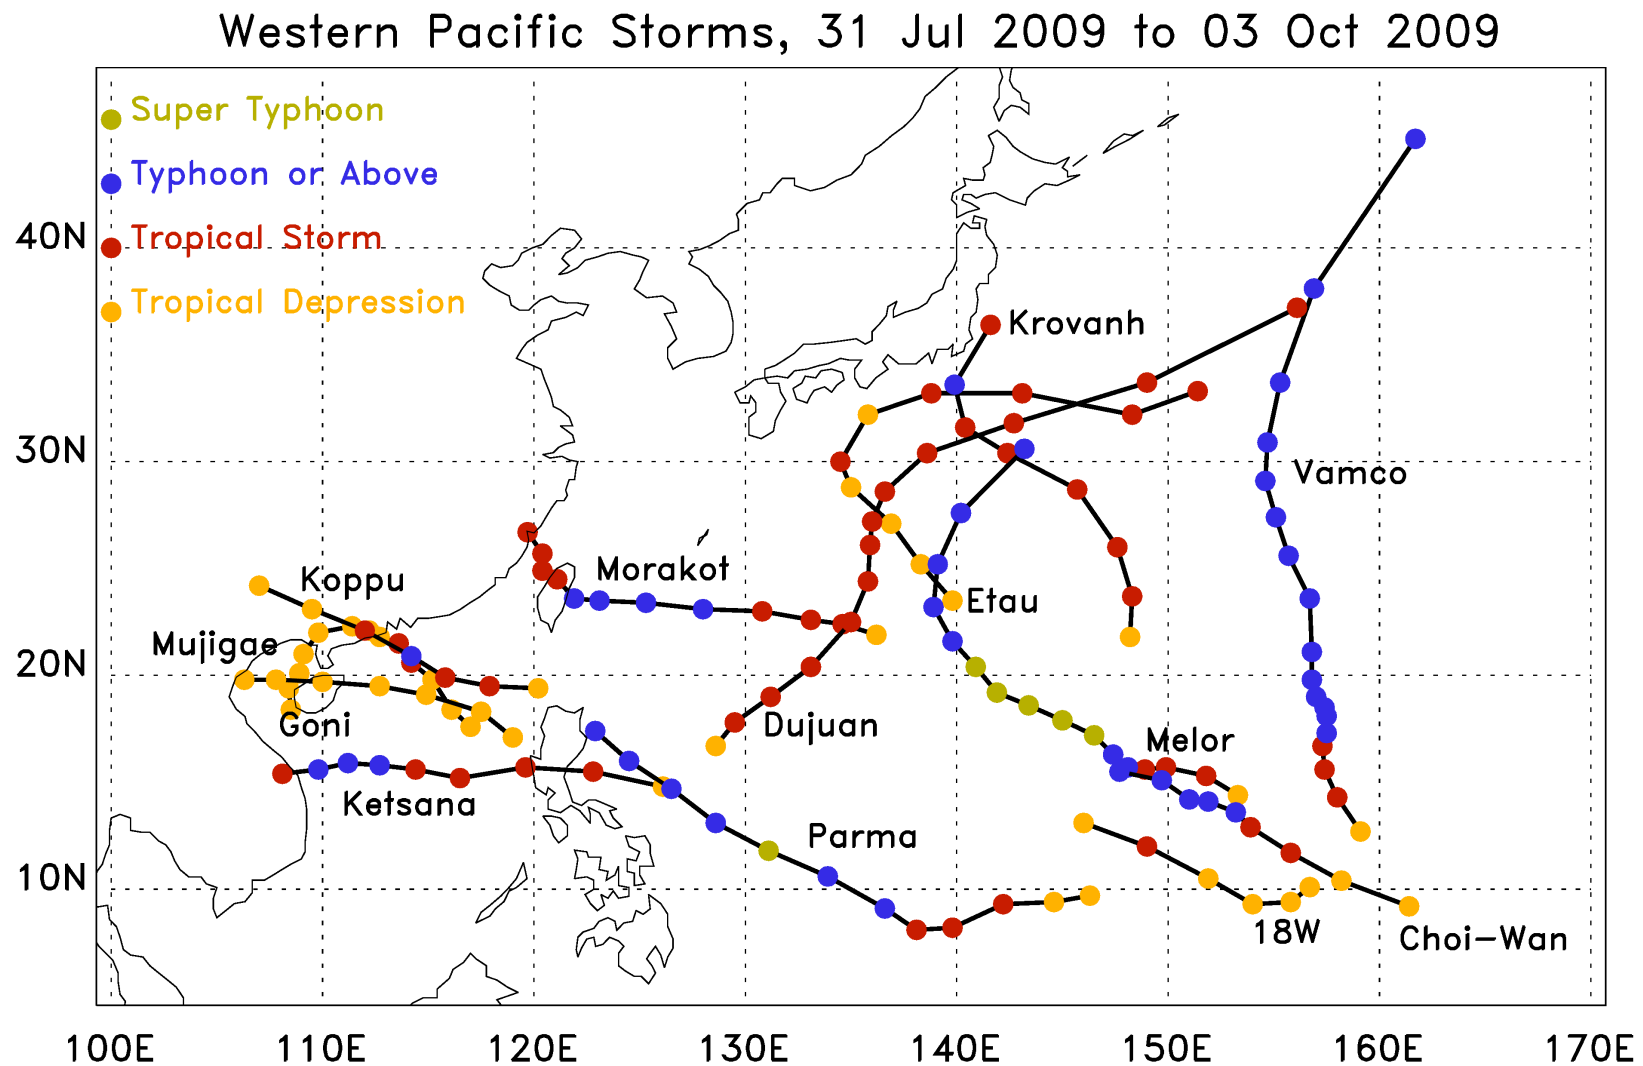 Western Pacific Storms, 31 Jul 2009 to 03 Oct 2009
Super Typhoon
Typhoon or Above
40N
Tropical Storm
Tropical Depression
Krovanh
30N
Vamco
Morakot
Koppu
Etau
Mujigae
20N
Goni
Dujuan
Melor
Ketsana
Parma
10N
18W
Choi-Wan
100E 110E 120E 130E 140E 150E 160E 170E